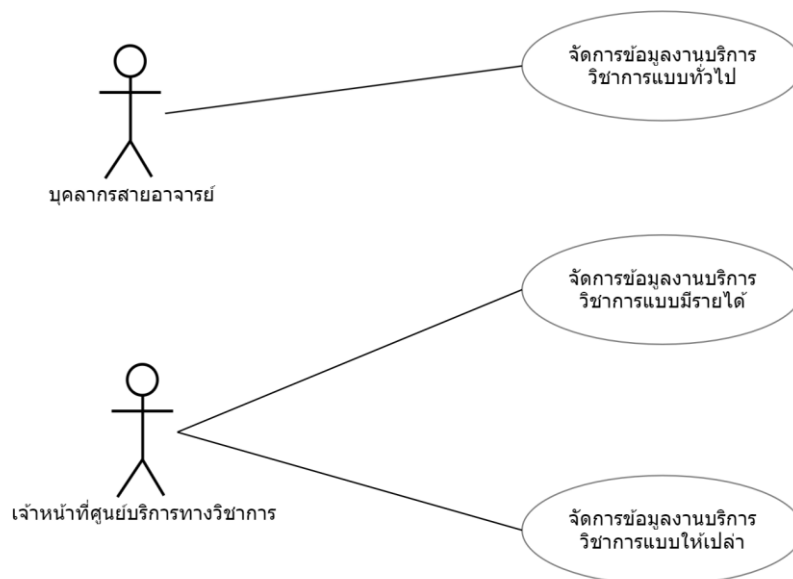 จัดการข้อมูลงานบริการ
วิชาการแบบทั่วไป
บุคลากรสายอาจารย์
จัดการข้อมูลงานบริการ
วิชาการแบบมีรายได้
เจ้าหน้าที่ศูนย์บริการทางวิชาการ
จัดการข้อมูลงานบริการ
วิชาการแบบให้เปล่า